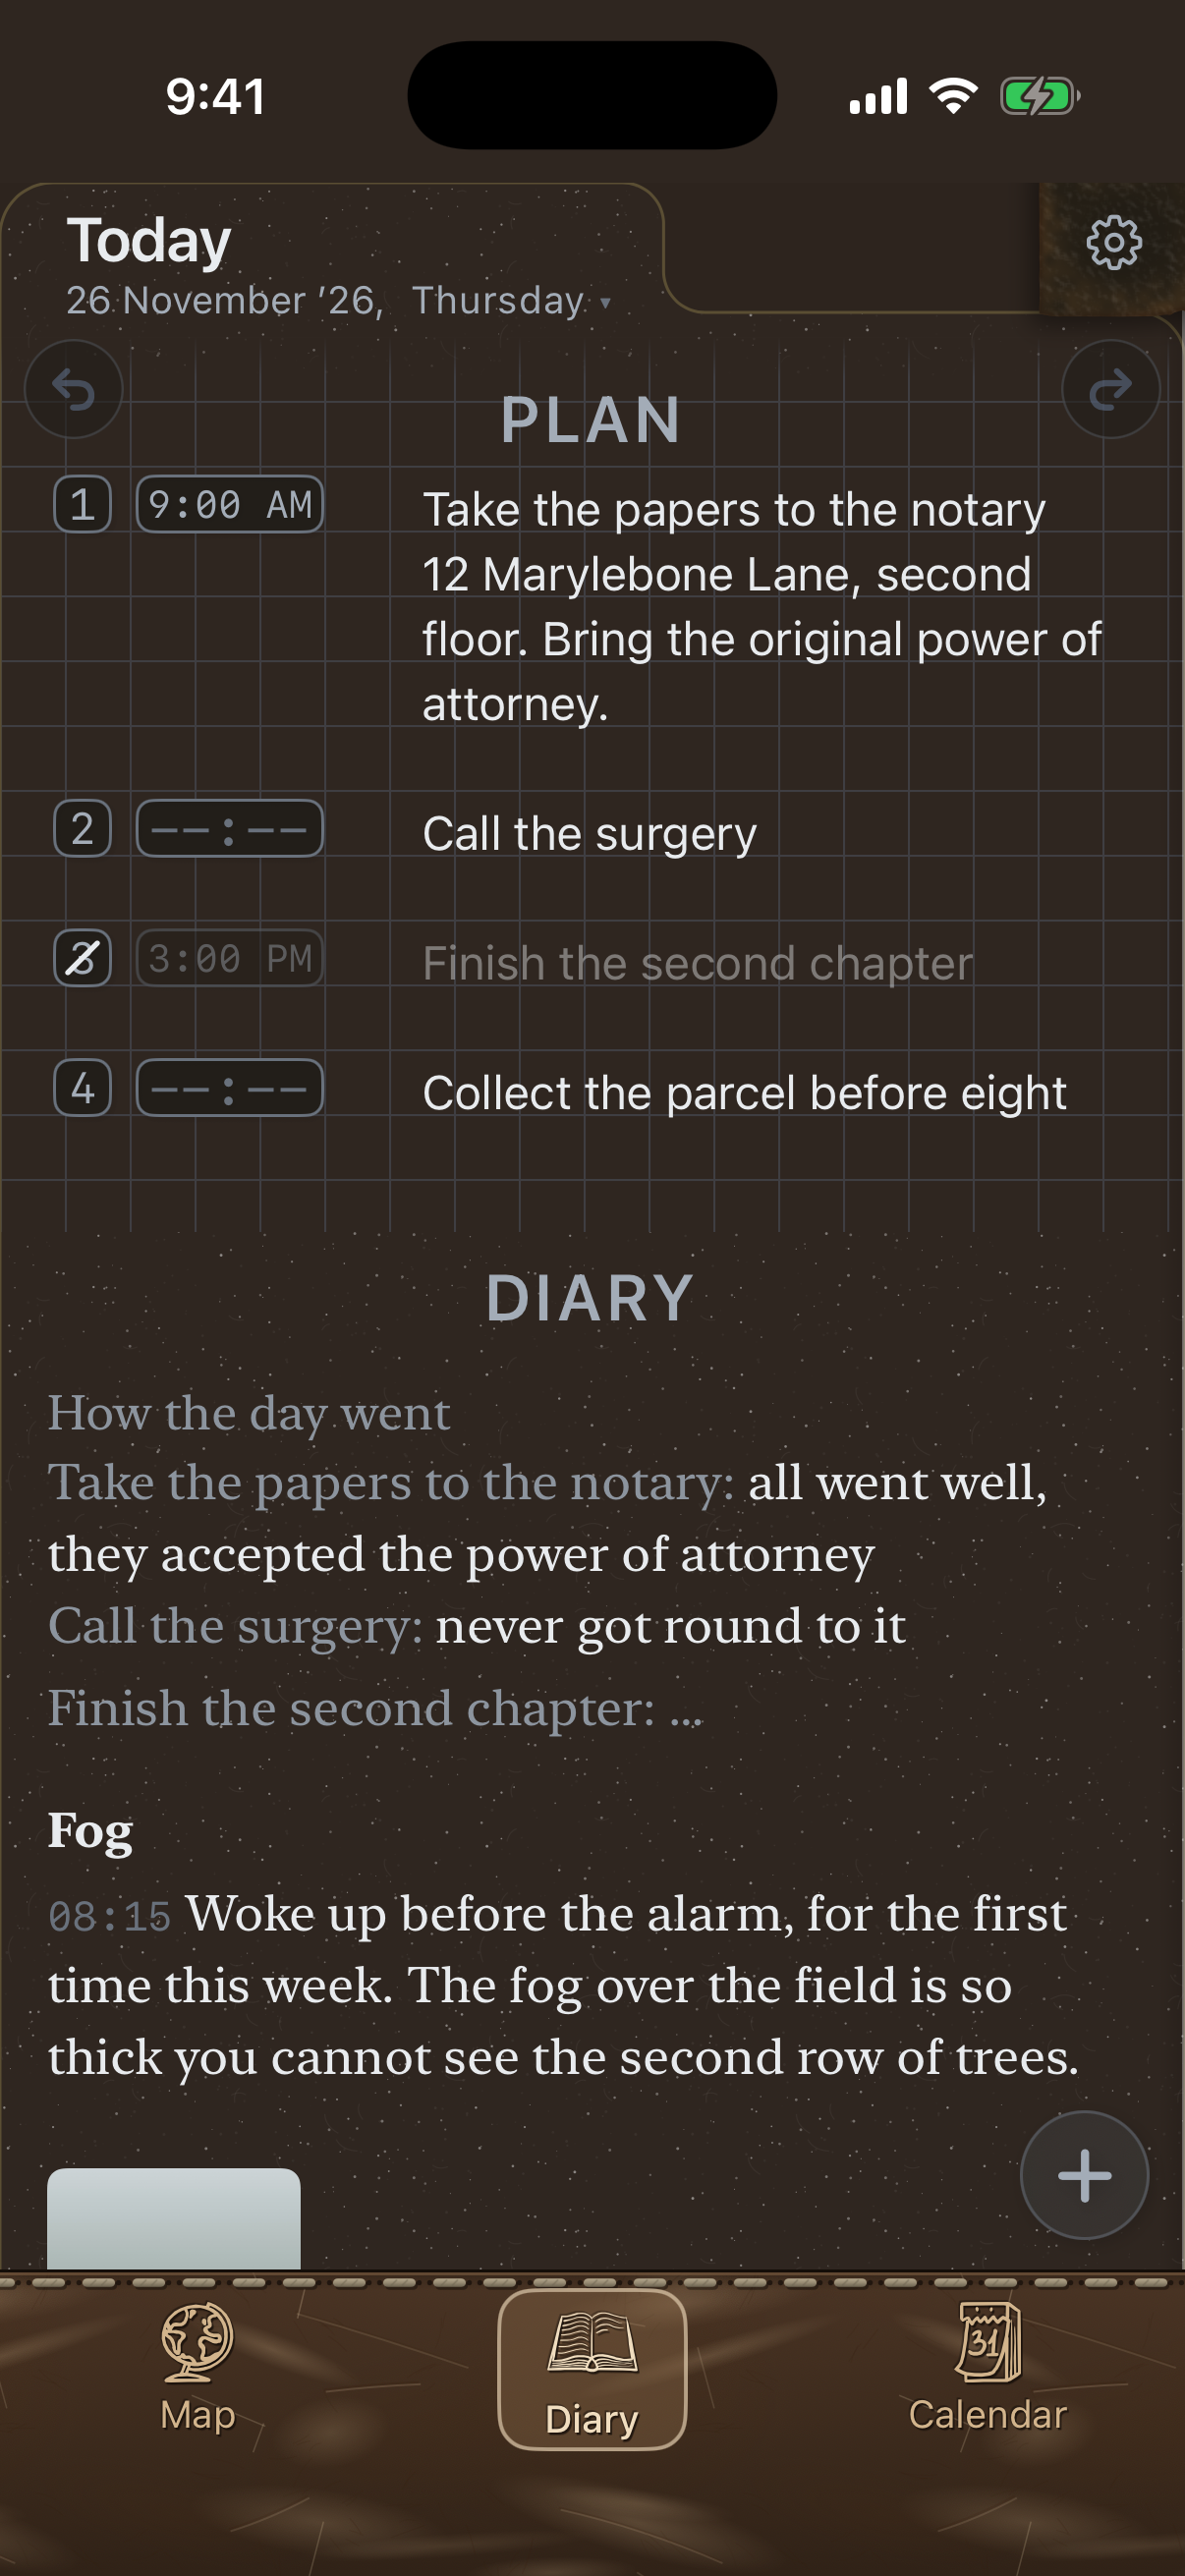 9:41
Today
26 November ’26, Thursday
PLAN
1 9:00 AM Take the papers to the notary
12 Marylebone Lane, second
floor. Bring the original power of
attorney.
2 --:-- Call the surgery
3 3:00 PM Finish the second chapter
4 --:-- Collect the parcel before eight
DIARY
How the day went
Take the papers to the notary: all went well,
they accepted the power of attorney
Call the surgery: never got round to it
Finish the second chapter: ...
Fog
08:15 Woke up before the alarm, for the first
time this week. The fog over the field is so
thick you cannot see the second row of trees.
31
Map Diary Calendar